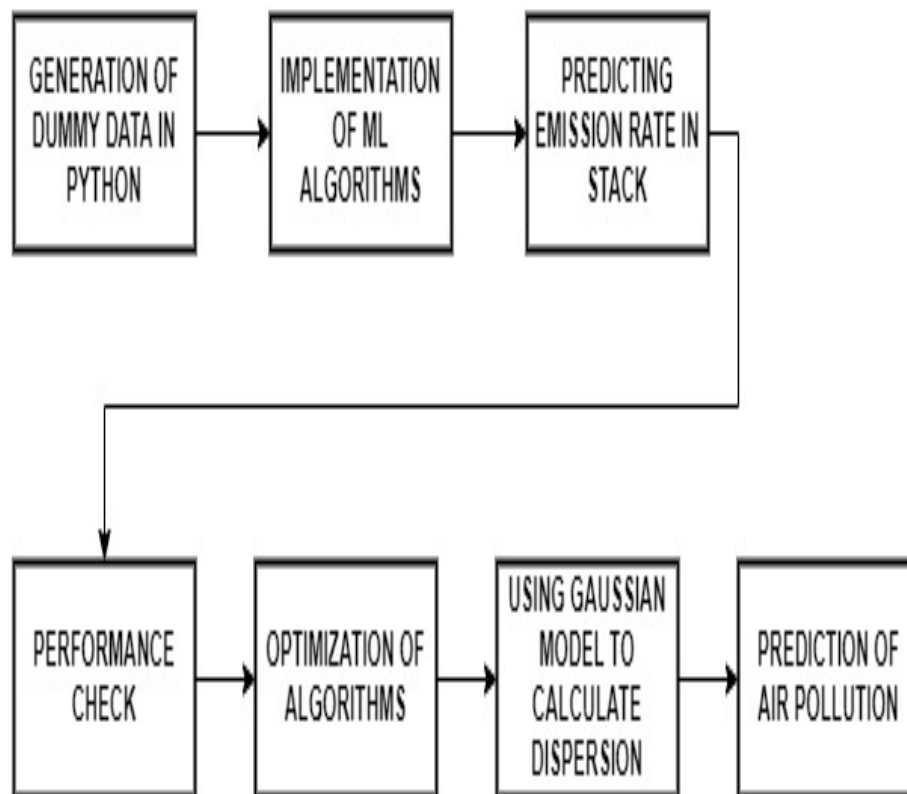 GENERATION OF
DUMMY DATA IN
PYTHON
IMPLEMENTATION
OF ML
ALGORITHMS
PREDICTING
EMISSION RATE IN
STACK
PERFORMANCE
CHECK
OPTIMIZATION OF
ALGORITHMS
USING GAUSSIAN
MODEL TO
CALCULATE
DISPERSION
PREDICTION OF
AIR POLLUTION